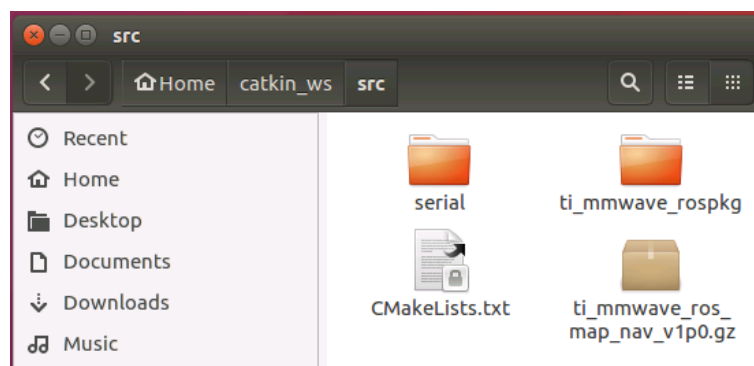 src
Home catkin_ws src
Recent
Home
Desktop
Documents
Downloads
Music
serial ti_mmwave_rospkg
CMakeLists.txt ti_mmwave_ros_
map_nav_v1p0.gz